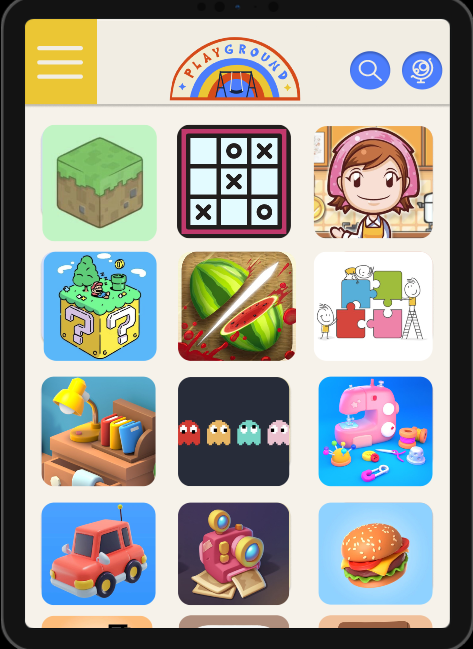 PLAYGROUND
O X
X
X O
? ?